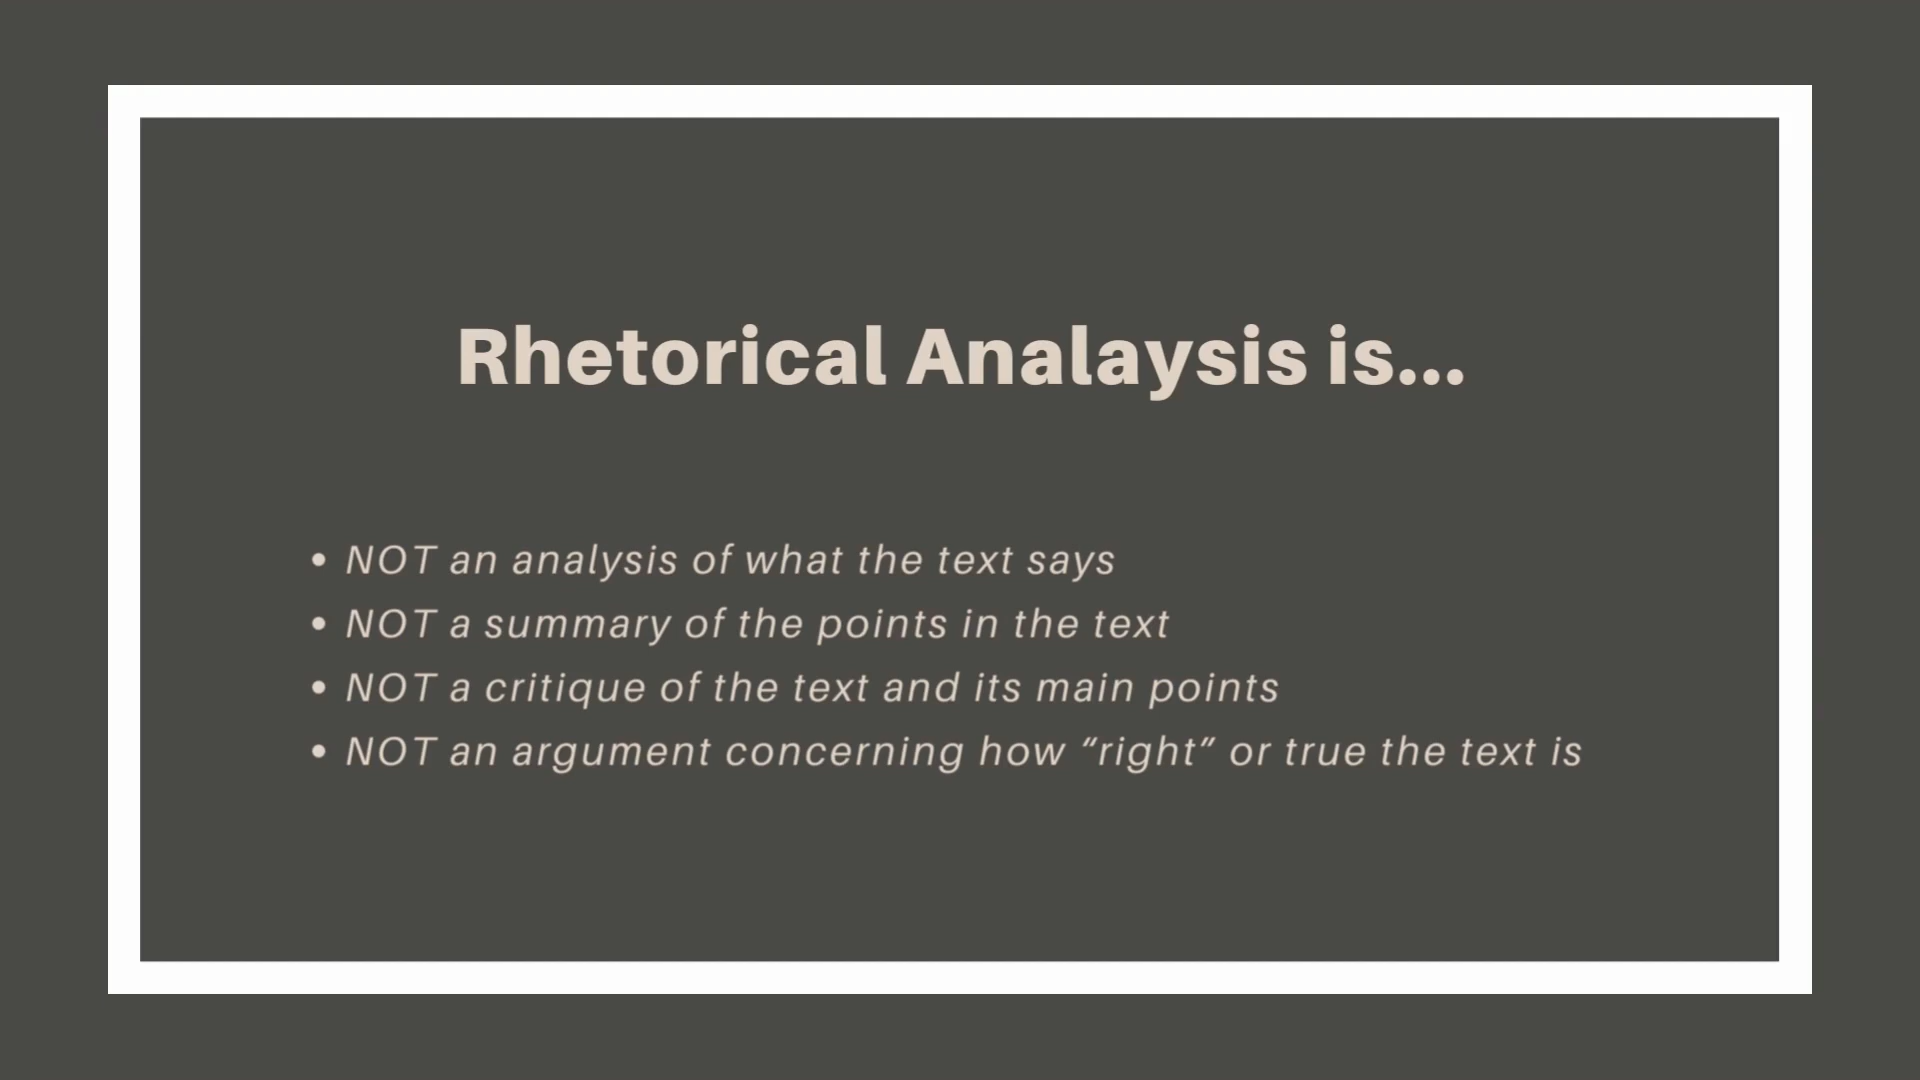 Rhetorical Analaysis is...
• NOT an analysis of what the text says
• NOT a summary of the points in the text
• NOT a critique of the text and its main points
• NOT an argument concerning how “right” or true the text is